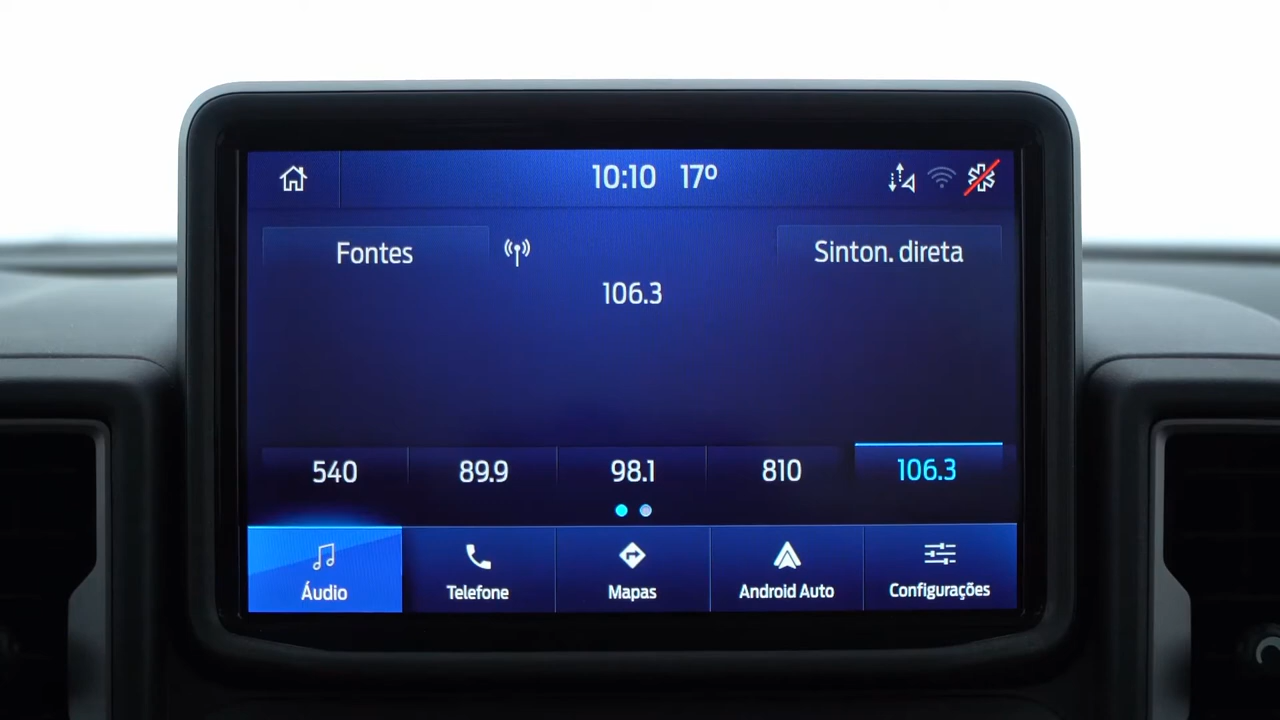 10:10 17º
Fontes
Sinton. direta
106.3
540 89.9 98.1 810 106.3
Áudio Telefone Mapas Android Auto Configurações